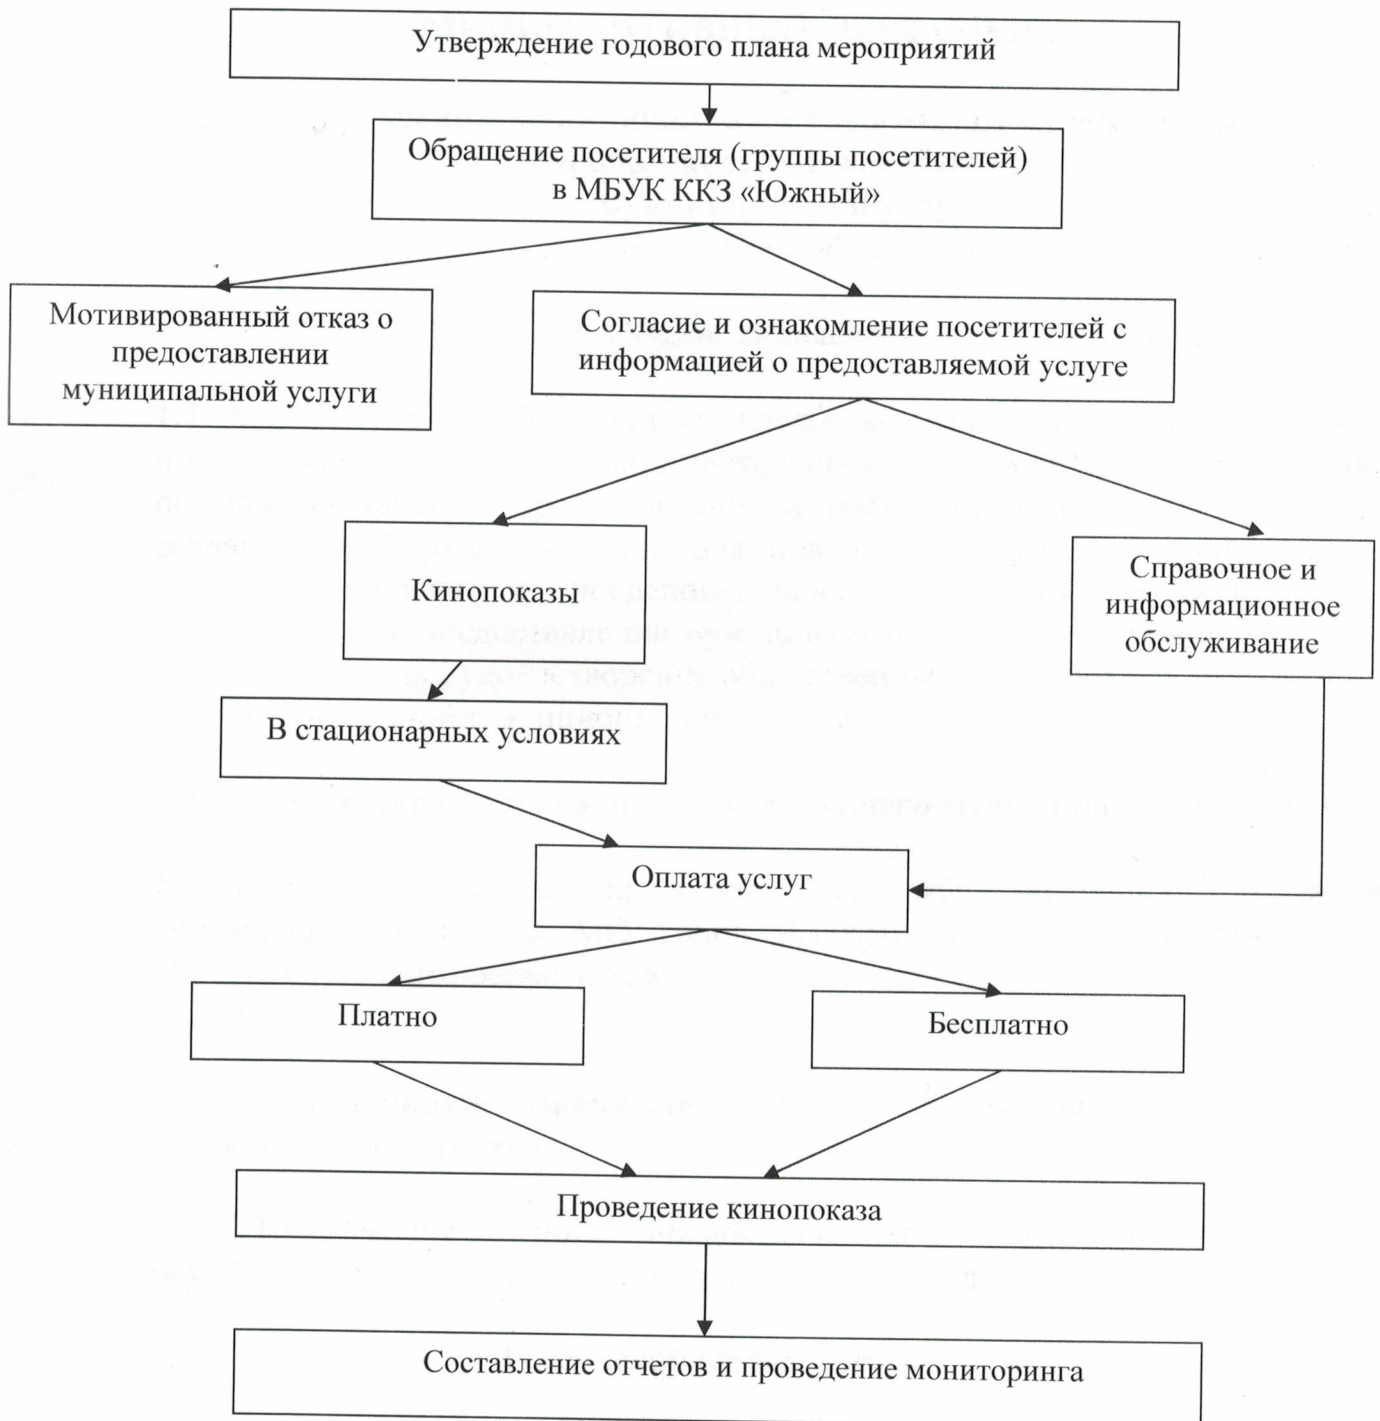 Утверждение годового плана мероприятий
Обращение посетителя (группы посетителей)
в МБУК ККЗ «Южный»
Мотивированный отказ о
предоставлении
муниципальной услуги
Согласие и ознакомление посетителей с
информацией о предоставляемой услуге
Кинопоказы
Справочное и
информационное
обслуживание
В стационарных условиях
Оплата услуг
Платно
Бесплатно
Проведение кинопоказа
Составление отчетов и проведение мониторинга